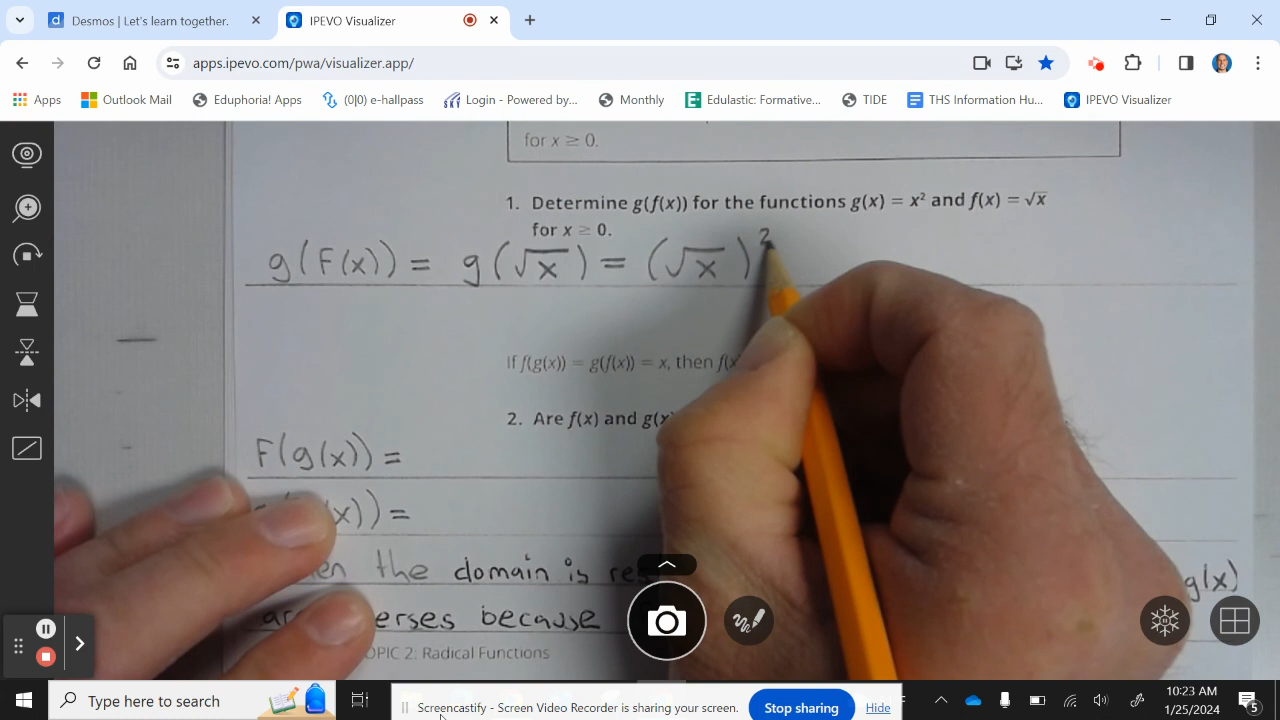 Desmos | Let's learn together.
IPEVO Visualizer
apps.ipevo.com/pwa/visualizer.app/
Apps
Outlook Mail
eduphoria! Apps
(0|0) e-hallpass
Login - Powered by...
Monthly
Edulastic: Formative...
TIDE
THS Information Hu...
IPEVO Visualizer
for x ≥ 0.
1. Determine g(f(x)) for the functions g(x) = x² and f(x) = √x
for x ≥ 0.
g(F(x)) = g(√x) = (√x)²
If f(g(x)) = g(f(x)) = x, then
2. Are f(x) and
F(g(x)) =
x)) =
the domain is
g(x)
because
OPIC 2: Radical Functions
Type here to search
Screencastify - Screen Video Recorder is sharing your screen.
Stop sharing
Hide
10:23 AM
1/25/2024
5